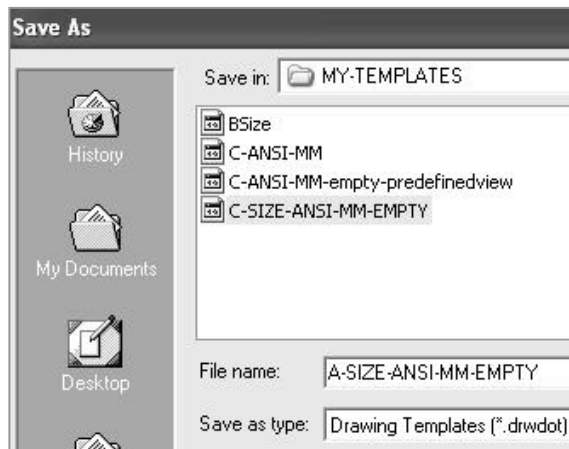 Save As
Save in: MY-TEMPLATES
BSize
C-ANSI-MM
C-ANSI-MM-empty-predefinedview
C-SIZE-ANSI-MM-EMPTY
History
My Documents
Desktop
File name: A-SIZE-ANSI-MM-EMPTY
Save as type: Drawing Templates (*.drwdot)